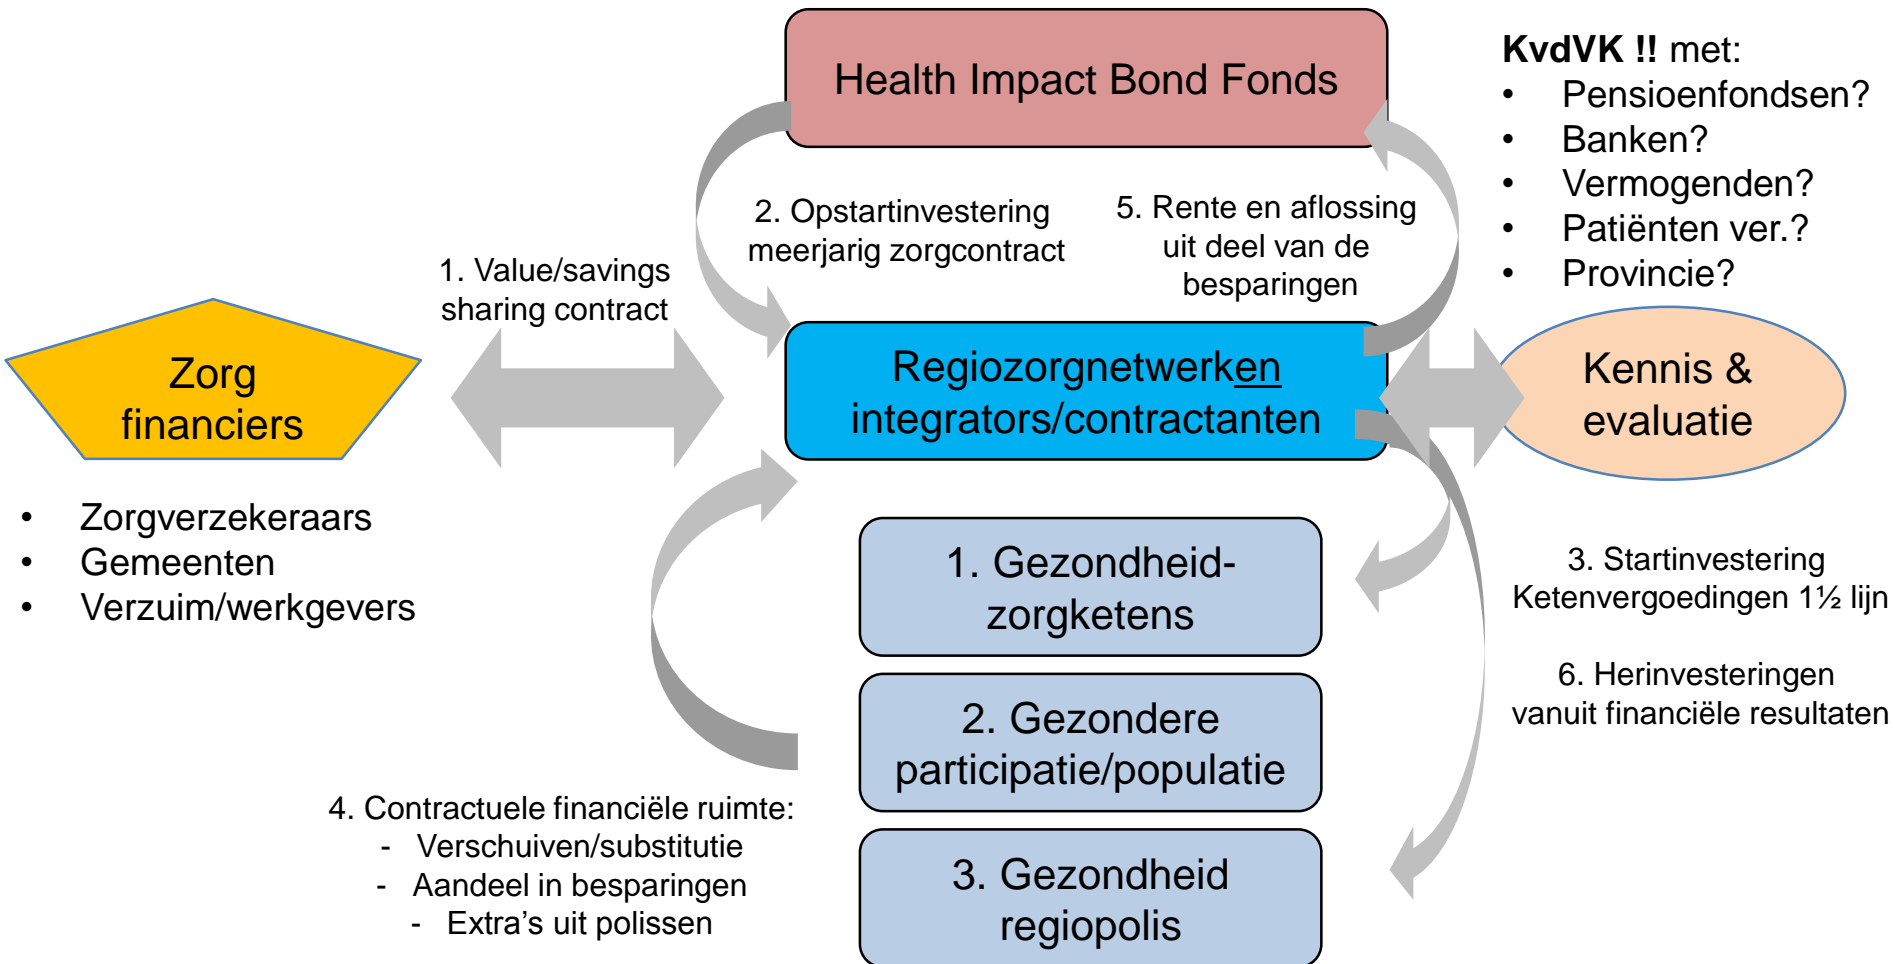 Health Impact Bond Fonds
KvdVK !! met:
• Pensioenfondsen?
• Banken?
• Vermogenden?
• Patiënten ver.?
• Provincie?
2. Opstartinvestering
meerjarig zorgcontract
5. Rente en aflossing
uit deel van de
besparingen
1. Value/savings
sharing contract
Zorg
financiers
Regiozorgnetwerken
integrators/contractanten
Kennis &
evaluatie
• Zorgverzekeraars
• Gemeenten
• Verzuim/werkgevers
1. Gezondheid-
zorgketens
3. Startinvestering
Ketenvergoedingen 1½ lijn
6. Herinvesteringen
vanuit financiële resultaten
2. Gezondere
participatie/populatie
4. Contractuele financiële ruimte:
- Verschuiven/substitutie
- Aandeel in besparingen
- Extra’s uit polissen
3. Gezondheid
regiopolis